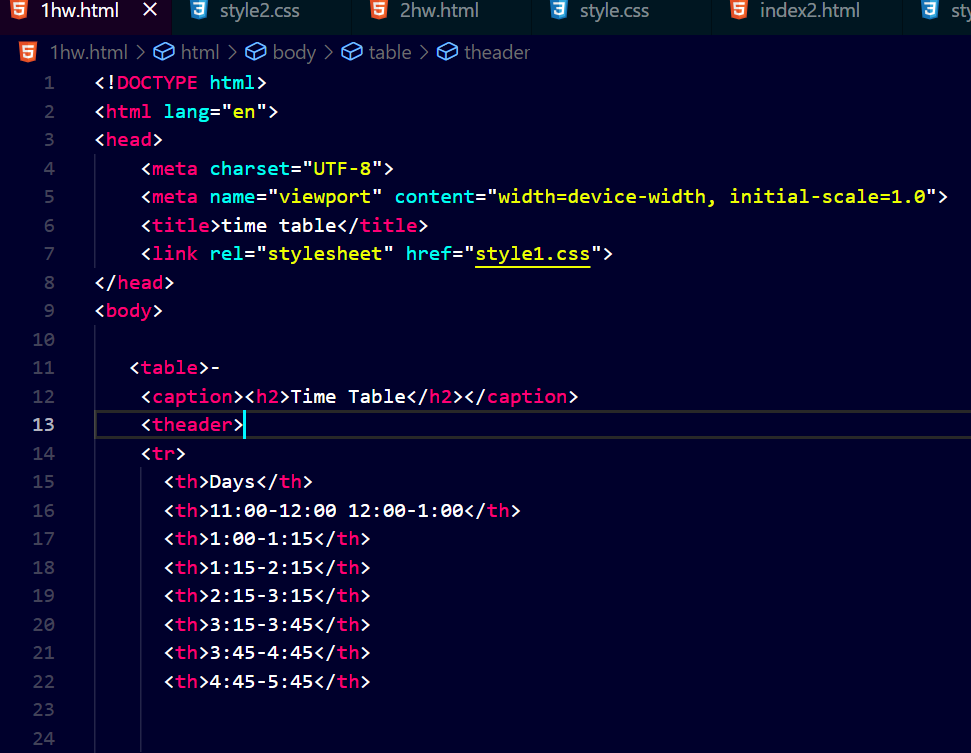 1hw.html × style2.css 2hw.html style.css index2.html sty
1hw.html > html > body > table > theader
1 <!DOCTYPE html>
2 <html lang="en">
3 <head>
4 <meta charset="UTF-8">
5 <meta name="viewport" content="width=device-width, initial-scale=1.0">
6 <title>time table</title>
7 <link rel="stylesheet" href="style1.css">
8 </head>
9 <body>
10
11 <table>-
12 <caption><h2>Time Table</h2></caption>
13 <theader>
14 <tr>
15 <th>Days</th>
16 <th>11:00-12:00 12:00-1:00</th>
17 <th>1:00-1:15</th>
18 <th>1:15-2:15</th>
19 <th>2:15-3:15</th>
20 <th>3:15-3:45</th>
21 <th>3:45-4:45</th>
22 <th>4:45-5:45</th>
23
24